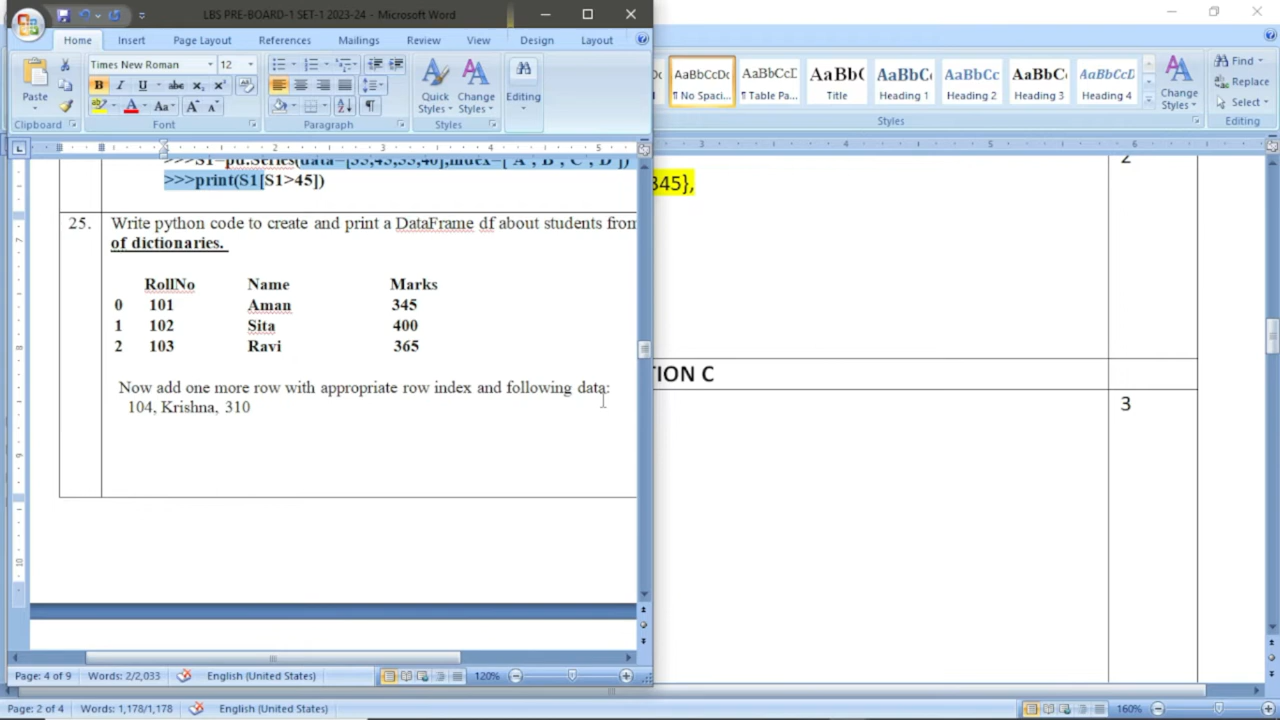 LBS PRE-BOARD-1 SET-1 2023-24 - Microsoft Word
Home Insert Page Layout References Mailings Review View Design Layout
Times New Roman 12
Paste
Quick Styles
Change Styles
Editing
Clipboard Font Paragraph Styles
AaBbCcDc AaBbCcD AaBb( AaBbCc AaBbCc AaBbC AaBbCcD
¶ No Spaci... ¶ Table Pa... Title Heading 1 Heading 2 Heading 3 Heading 4
Change Styles
Find
Replace
Select
Styles Editing
>>>S1=pd.Series(data=[
>>>print(S1[S1>45])
25. Write python code to create and print a DataFrame df about students from
of dictionaries.
RollNo Name Marks
0 101 Aman 345
1 102 Sita 400
2 103 Ravi 365
Now add one more row with appropriate row index and following data:
104, Krishna, 310
2
345},
TION C
3
Page: 4 of 9 Words: 2/2,033 English (United States) 120%
Page: 2 of 4 Words: 1,178/1,178 English (United States) 160%